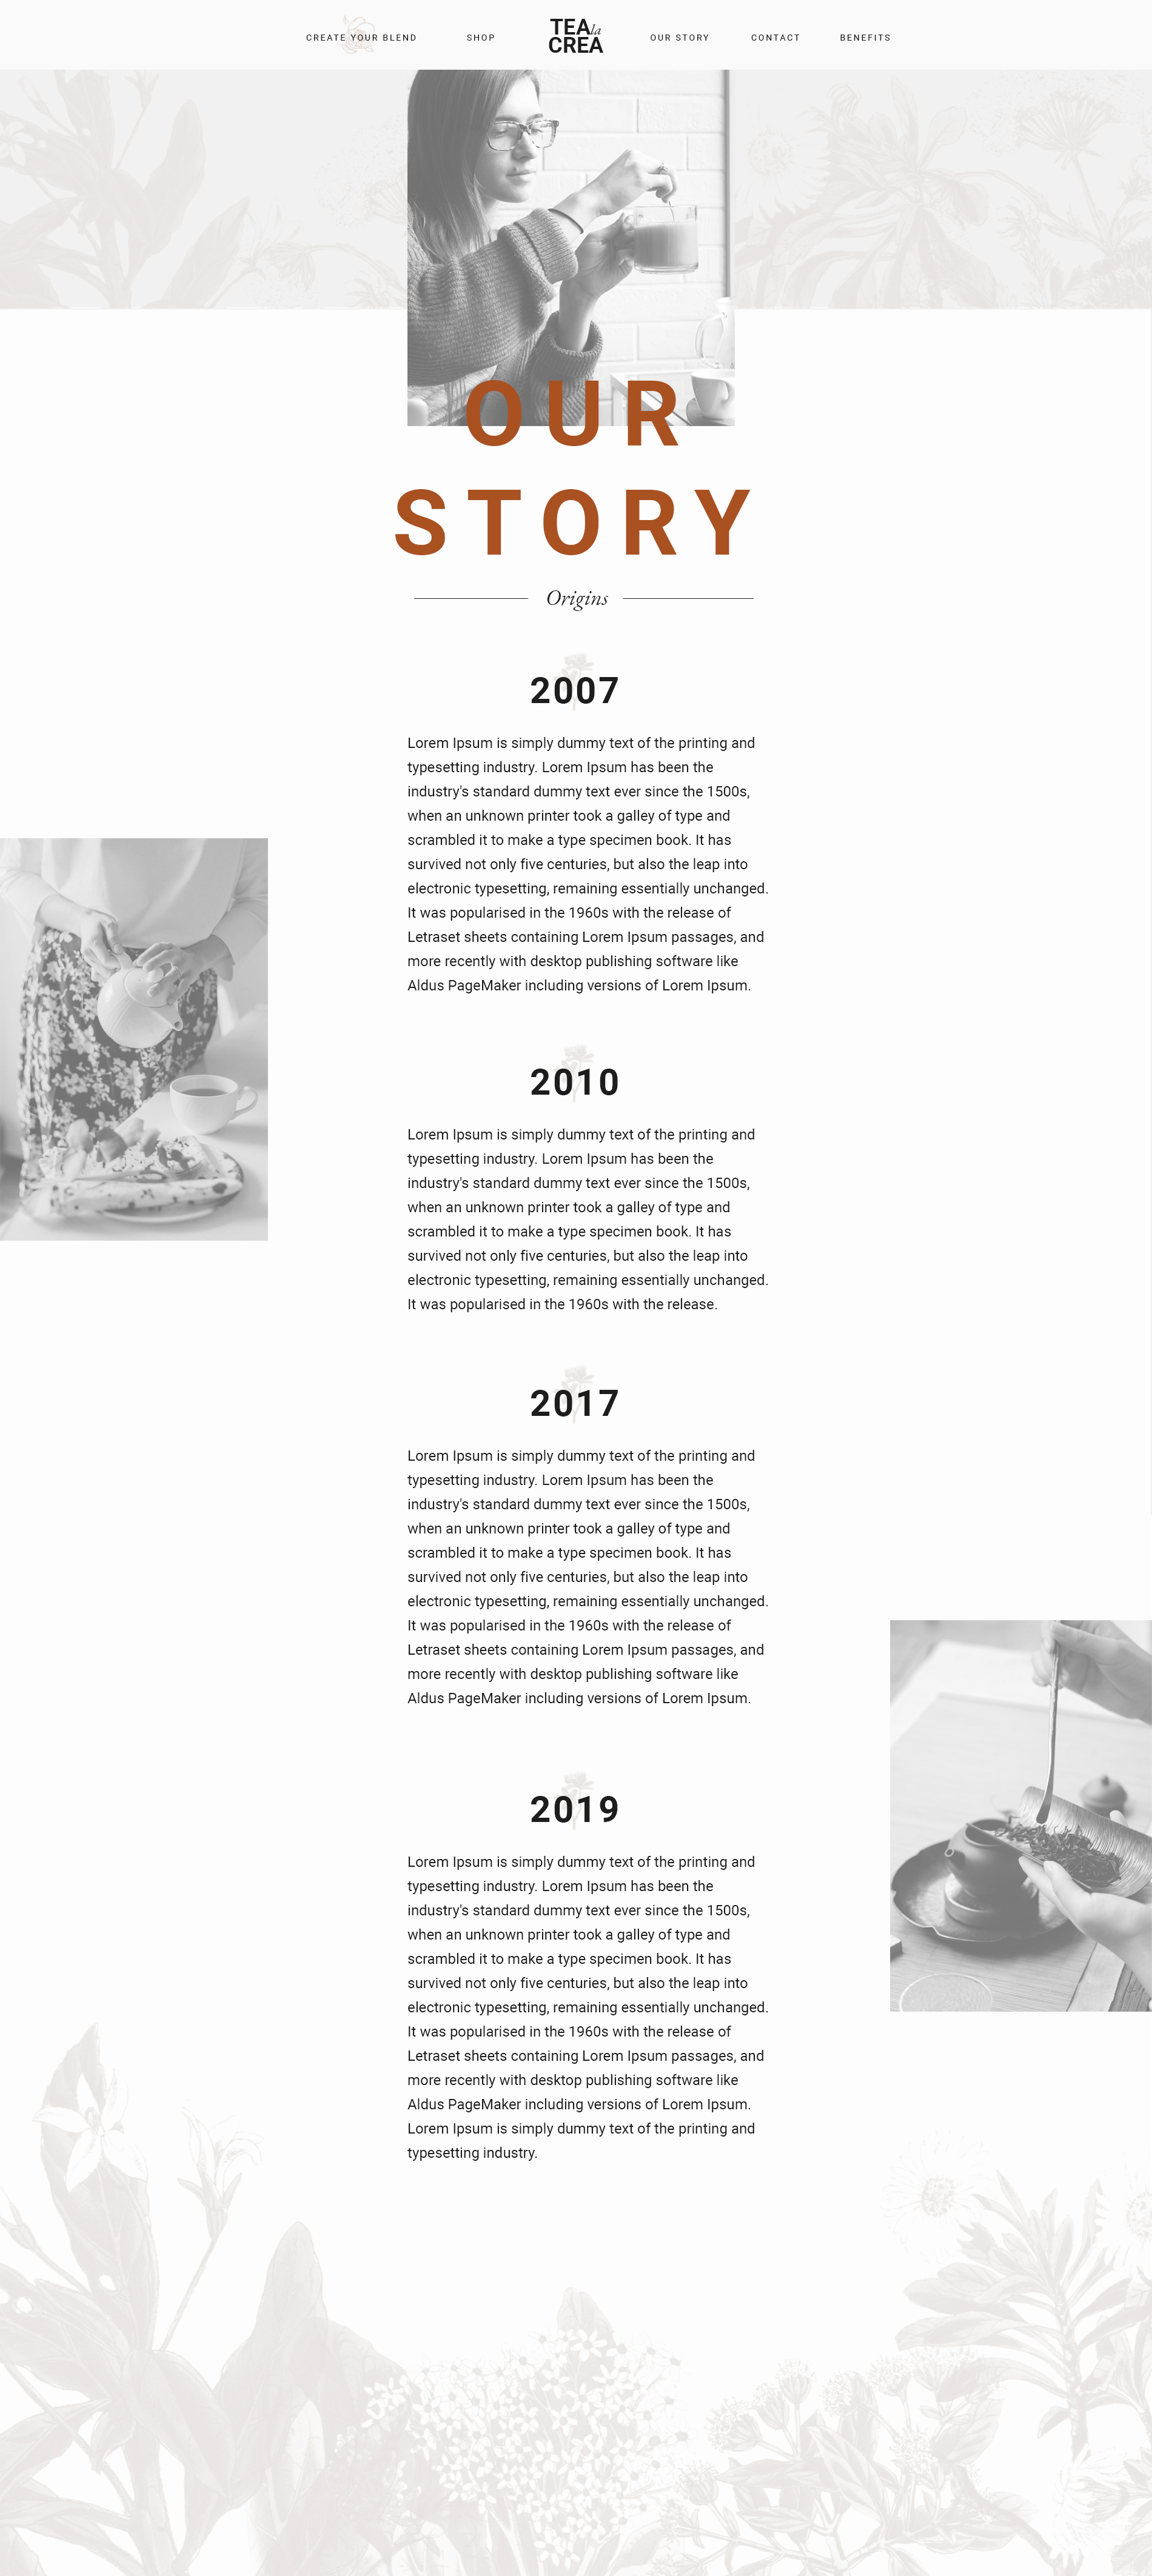 CREATE YOUR BLEND SHOP TEA la CREA OUR STORY CONTACT BENEFITS
OUR
STORY
Origins
2007
Lorem Ipsum is simply dummy text of the printing and
typesetting industry. Lorem Ipsum has been the
industry's standard dummy text ever since the 1500s,
when an unknown printer took a galley of type and
scrambled it to make a type specimen book. It has
survived not only five centuries, but also the leap into
electronic typesetting, remaining essentially unchanged.
It was popularised in the 1960s with the release of
Letraset sheets containing Lorem Ipsum passages, and
more recently with desktop publishing software like
Aldus PageMaker including versions of Lorem Ipsum.
2010
Lorem Ipsum is simply dummy text of the printing and
typesetting industry. Lorem Ipsum has been the
industry's standard dummy text ever since the 1500s,
when an unknown printer took a galley of type and
scrambled it to make a type specimen book. It has
survived not only five centuries, but also the leap into
electronic typesetting, remaining essentially unchanged.
It was popularised in the 1960s with the release.
2017
Lorem Ipsum is simply dummy text of the printing and
typesetting industry. Lorem Ipsum has been the
industry's standard dummy text ever since the 1500s,
when an unknown printer took a galley of type and
scrambled it to make a type specimen book. It has
survived not only five centuries, but also the leap into
electronic typesetting, remaining essentially unchanged.
It was popularised in the 1960s with the release of
Letraset sheets containing Lorem Ipsum passages, and
more recently with desktop publishing software like
Aldus PageMaker including versions of Lorem Ipsum.
2019
Lorem Ipsum is simply dummy text of the printing and
typesetting industry. Lorem Ipsum has been the
industry's standard dummy text ever since the 1500s,
when an unknown printer took a galley of type and
scrambled it to make a type specimen book. It has
survived not only five centuries, but also the leap into
electronic typesetting, remaining essentially unchanged.
It was popularised in the 1960s with the release of
Letraset sheets containing Lorem Ipsum passages, and
more recently with desktop publishing software like
Aldus PageMaker including versions of Lorem Ipsum.
Lorem Ipsum is simply dummy text of the printing and
typesetting industry.